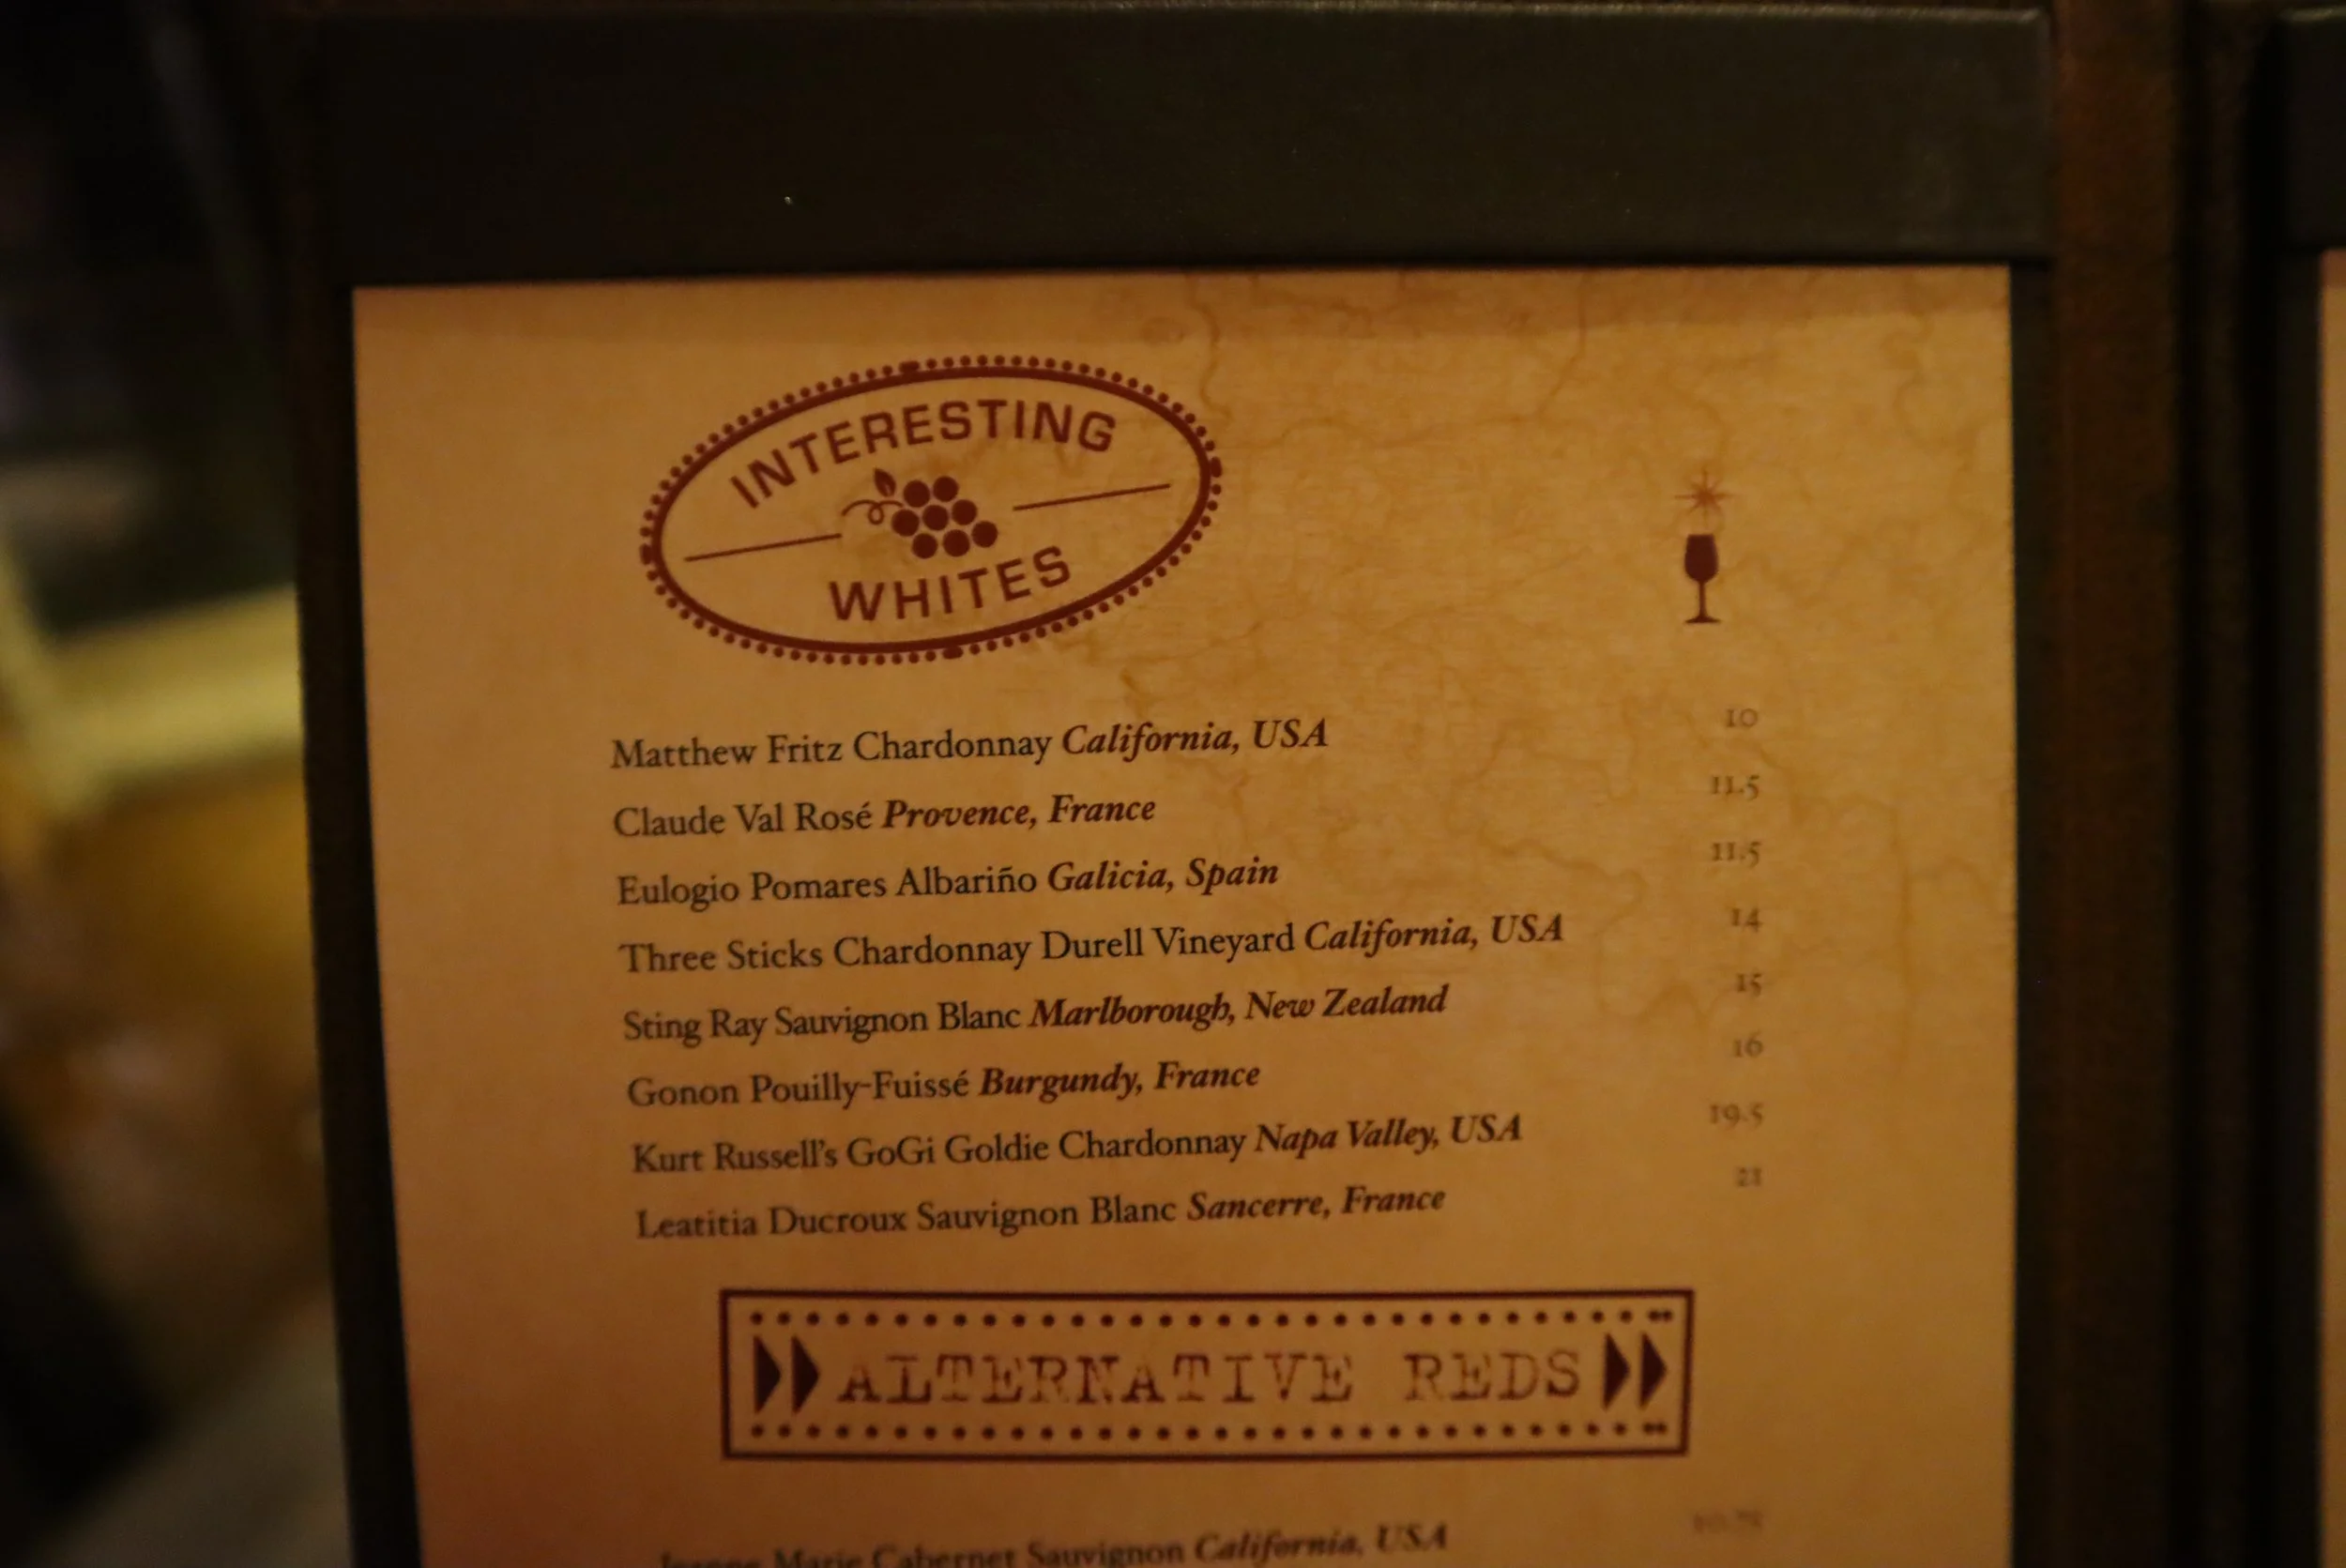 INTERESTING
WHITES
Matthew Fritz Chardonnay California, USA 10
Claude Val Rosé Provence, France 11.5
Eulogio Pomares Albariño Galicia, Spain 11.5
Three Sticks Chardonnay Durell Vineyard California, USA 14
Sting Ray Sauvignon Blanc Marlborough, New Zealand 15
Gonon Pouilly-Fuissé Burgundy, France 16
Kurt Russell's GoGi Goldie Chardonnay Napa Valley, USA 19.5
Leatitia Ducroux Sauvignon Blanc Sancerre, France 21
ALTERNATIVE REDS
Marie Cabernet Sauvignon California, USA